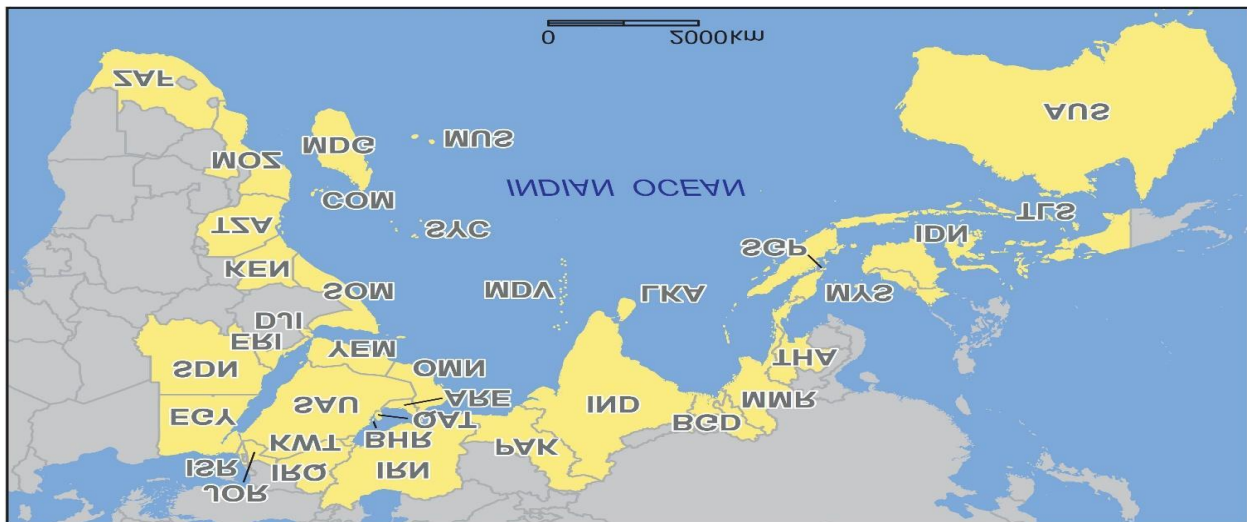 0 2000 km
ZAF
AUS
MDG
MUS
MOZ
INDIAN OCEAN
COM
TLS
TZA
SYC
IDN
SGP
KEN
SOM
MDV
LKA
MYS
DJI
ERI
YEM
THA
SDN
OMN
ARE
MMR
SAU
IND
EGY
QAT
BGD
KWT
BHR
PAK
ISR
IRQ
IRN
JOR